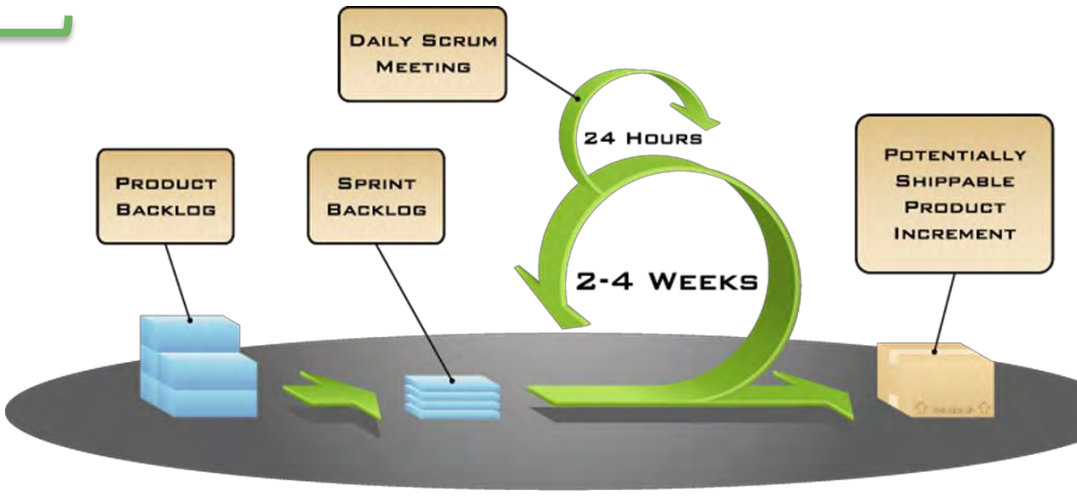 DAILY SCRUM
MEETING
24 HOURS
PRODUCT
BACKLOG
SPRINT
BACKLOG
POTENTIALLY
SHIPPABLE
PRODUCT
INCREMENT
2-4 WEEKS